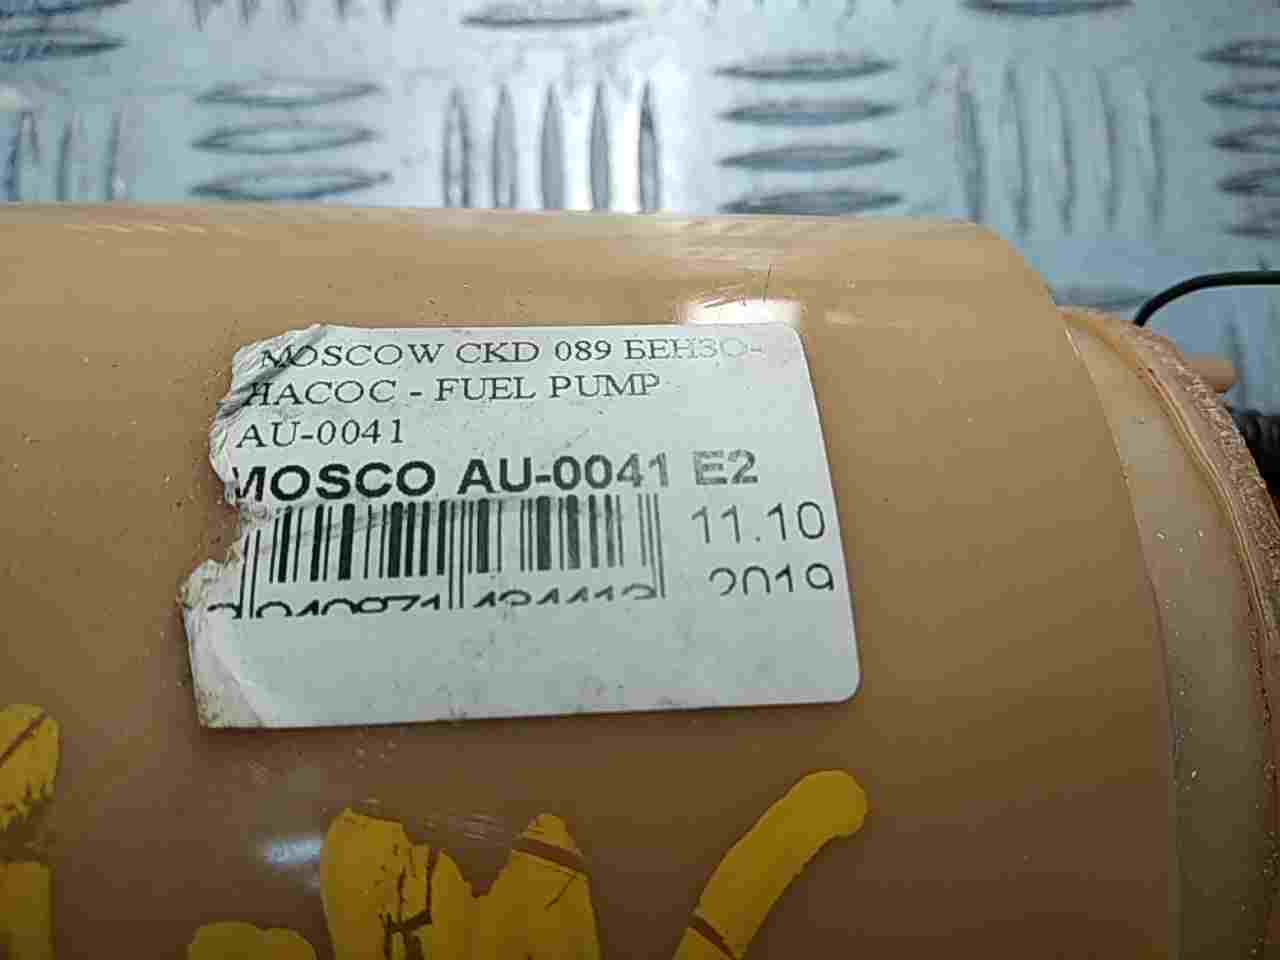 MOSCOW CKD 089 БЕНЗО-
НАСОС - FUEL PUMP
AU-0041
MOSCO AU-0041 E2
11.10
2019